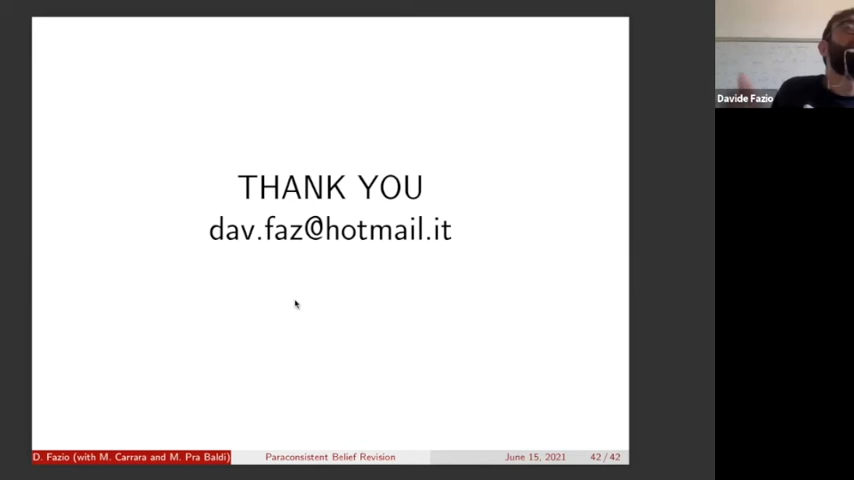 THANK YOU
dav.faz@hotmail.it
Davide Fazio
D. Fazio (with M. Carrara and M. Pra Baldi) Paraconsistent Belief Revision June 15, 2021 42 / 42